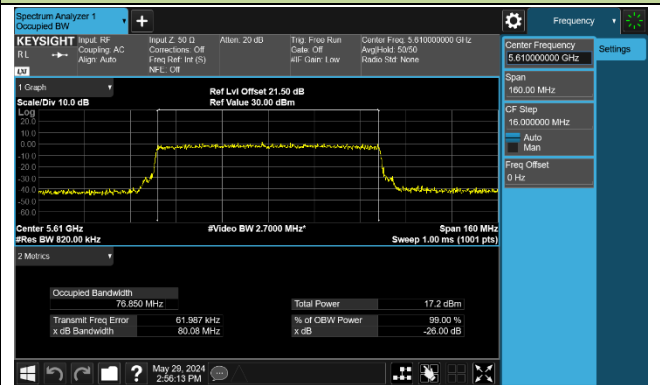 Spectrum Analyzer 1
Occupied BW
Frequency
KEYSIGHT
RL
LXI
Input: RF
Coupling: AC
Align: Auto
Input Z: 50 Ω
Corrections: Off
Freq Ref: Int (S)
NFE: Off
Atten: 20 dB
Trig: Free Run
Gate: Off
#IF Gain: Low
Center Freq: 5.610000000 GHz
Avg|Hold: 50/50
Radio Std: None
Center Frequency
5.610000000 GHz
Settings
Span
160.00 MHz
CF Step
16.000000 MHz
Auto
Man
Freq Offset
0 Hz
1 Graph
Scale/Div 10.0 dB
Ref Lvl Offset 21.50 dB
Ref Value 30.00 dBm
Log
20.0
10.0
0.00
-10.0
-20.0
-30.0
-40.0
-50.0
-60.0
Center 5.61 GHz
#Video BW 2.7000 MHz*
Span 160 MHz
#Res BW 820.00 kHz
Sweep 1.00 ms (1001 pts)
2 Metrics
Occupied Bandwidth
76.850 MHz
Total Power
17.2 dBm
Transmit Freq Error
61.987 kHz
% of OBW Power
99.00 %
x dB Bandwidth
80.08 MHz
x dB
-26.00 dB
?
May 29, 2024
2:56:13 PM